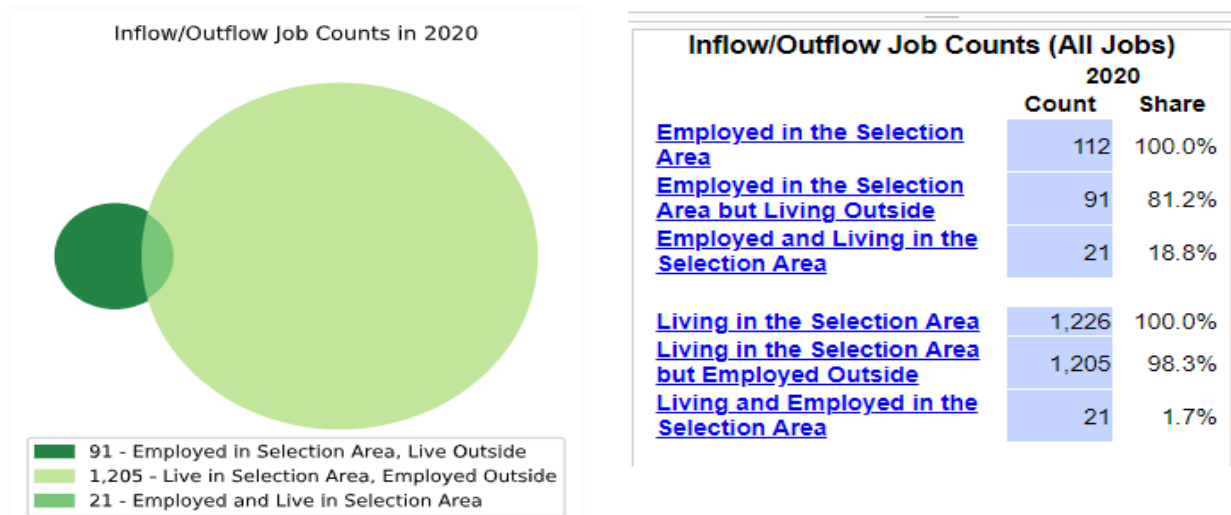 Inflow/Outflow Job Counts in 2020
91 - Employed in Selection Area, Live Outside
1,205 - Live in Selection Area, Employed Outside
21 - Employed and Live in Selection Area
Inflow/Outflow Job Counts (All Jobs)
2020
Count Share
Employed in the Selection
Area 112 100.0%
Employed in the Selection
Area but Living Outside 91 81.2%
Employed and Living in the
Selection Area 21 18.8%
Living in the Selection Area 1,226 100.0%
Living in the Selection Area
but Employed Outside 1,205 98.3%
Living and Employed in the
Selection Area 21 1.7%